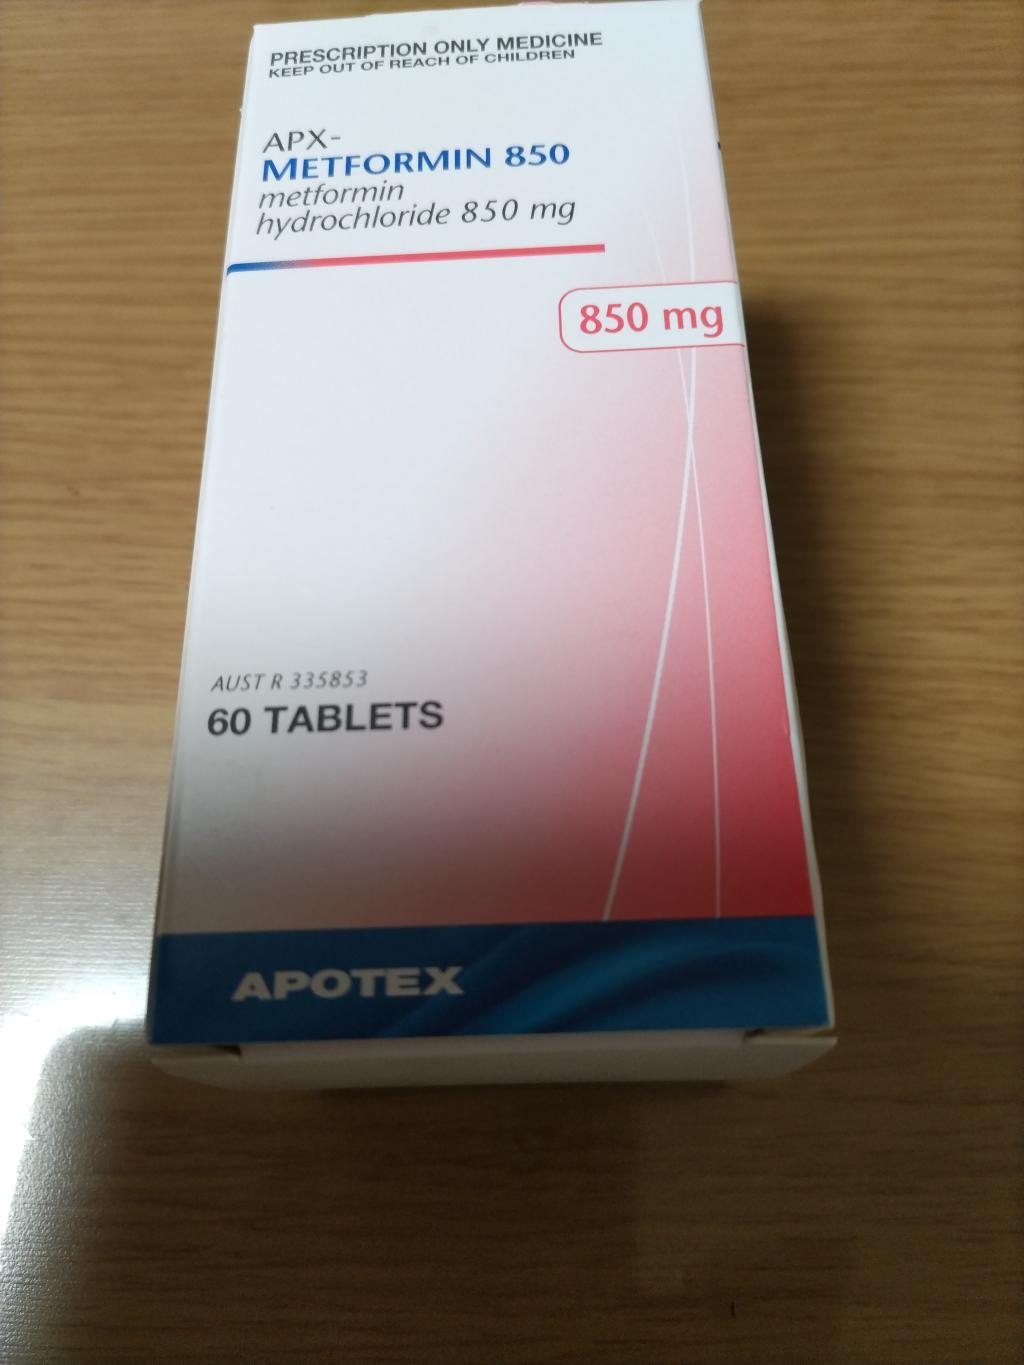 PRESCRIPTION ONLY MEDICINE
KEEP OUT OF REACH OF CHILDREN
APX-
METFORMIN 850
metformin
hydrochloride 850 mg
850 mg
AUST R 335853
60 TABLETS
APOTEX